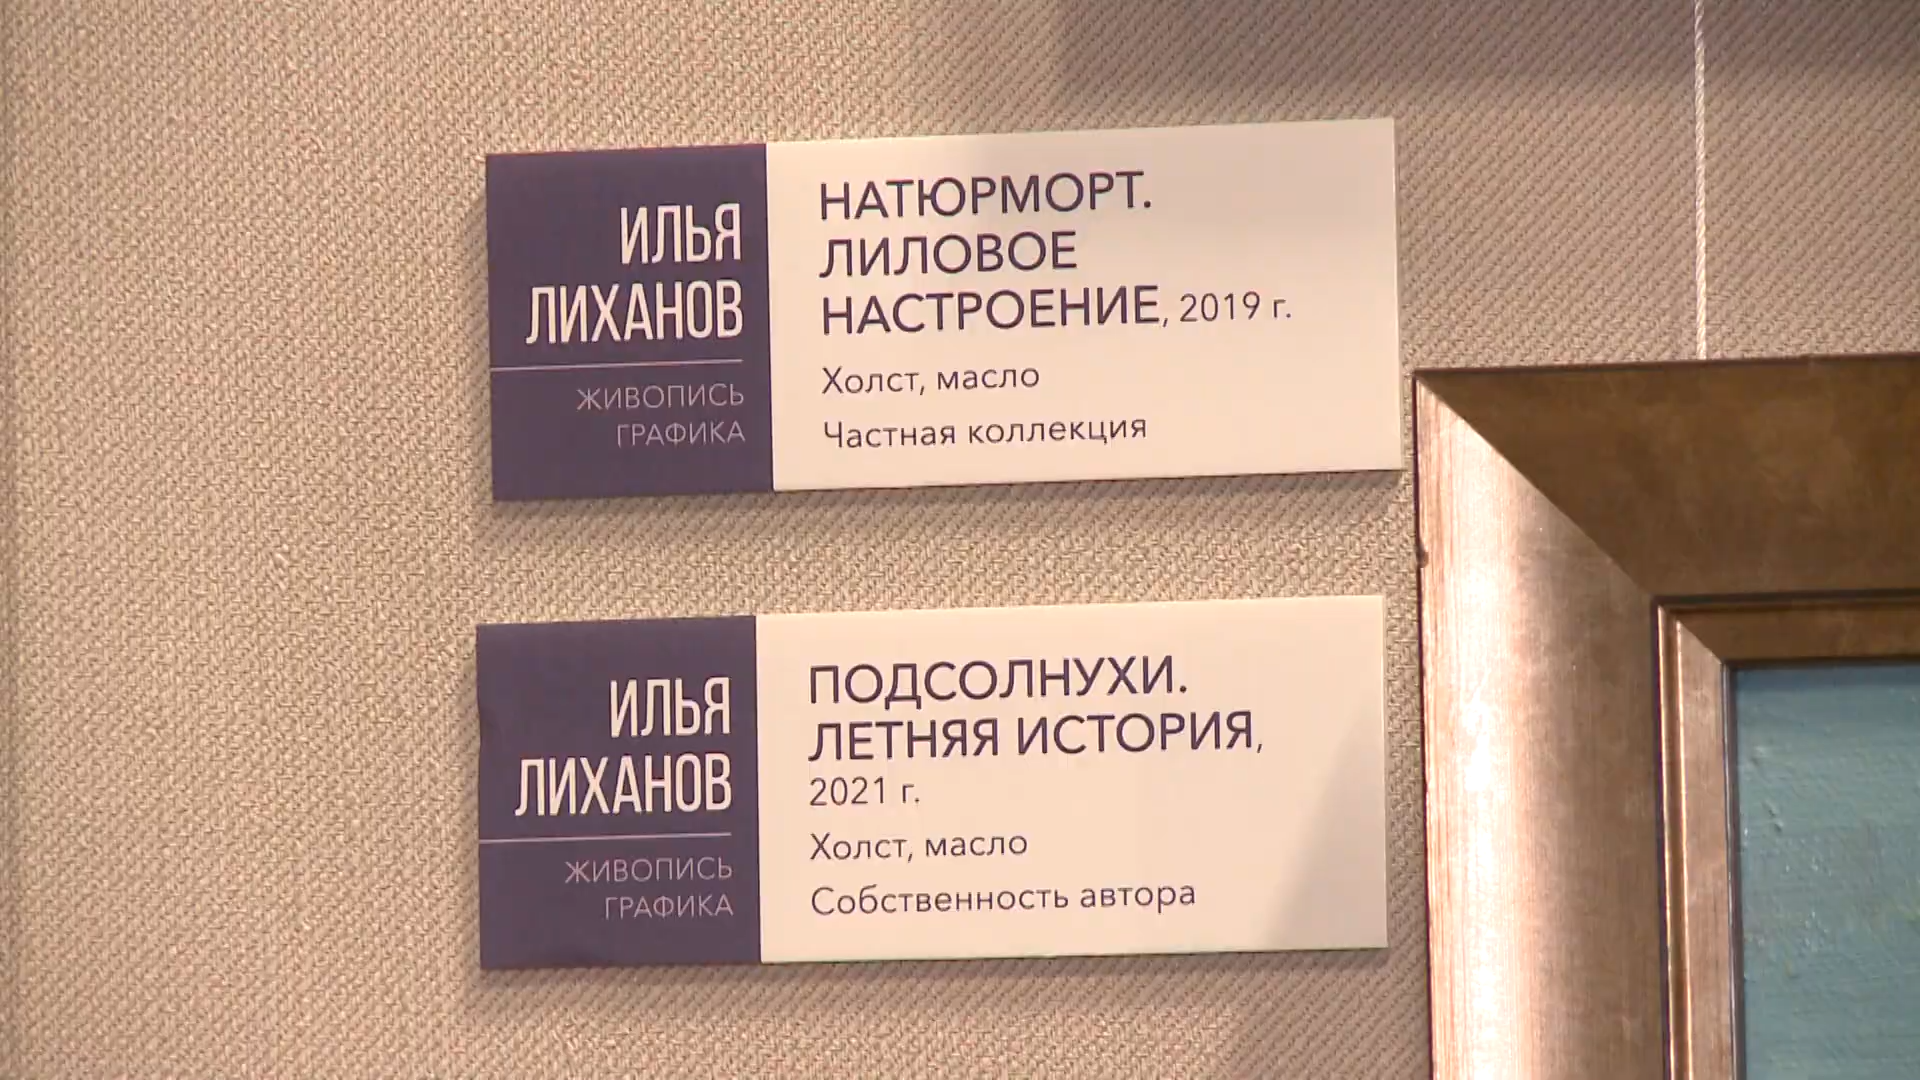 ИЛЬЯ
ЛИХАНОВ
ЖИВОПИСЬ
ГРАФИКА
НАТЮРМОРТ.
ЛИЛОВОЕ
НАСТРОЕНИЕ, 2019 г.
Холст, масло
Частная коллекция
ИЛЬЯ
ЛИХАНОВ
ЖИВОПИСЬ
ГРАФИКА
ПОДСОЛНУХИ.
ЛЕТНЯЯ ИСТОРИЯ,
2021 г.
Холст, масло
Собственность автора